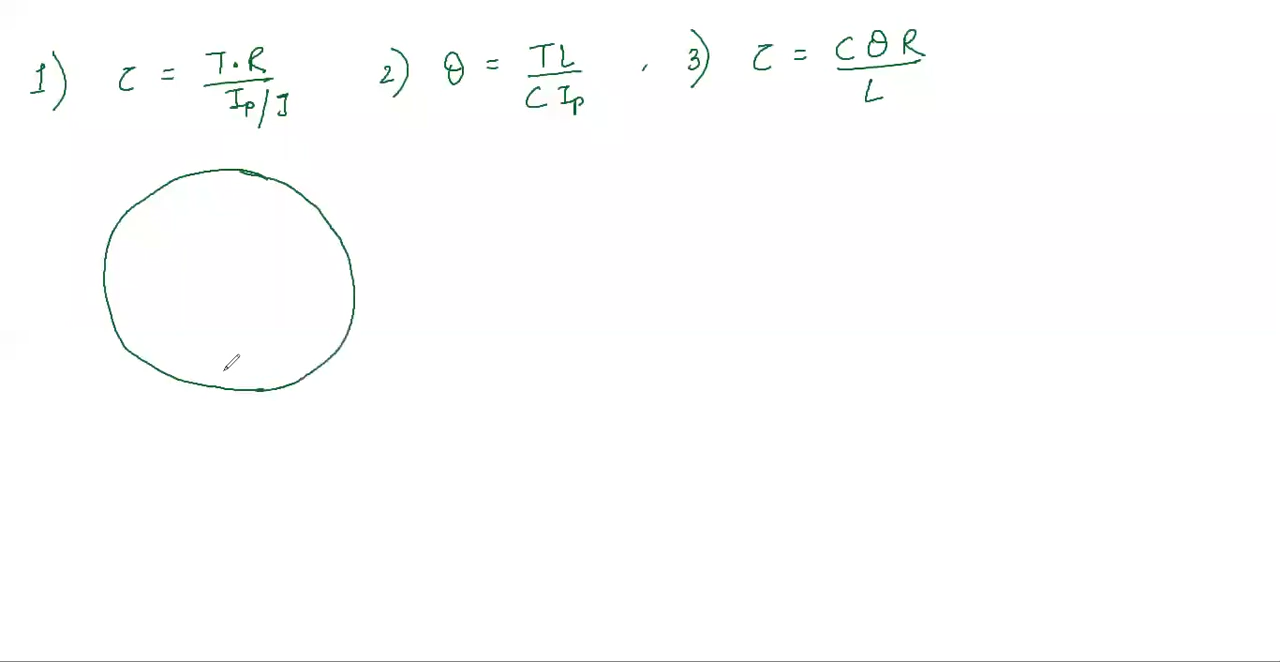 1) τ = T·R / Ip/J 2) θ = TL / C Ip , 3) τ = CθR / L